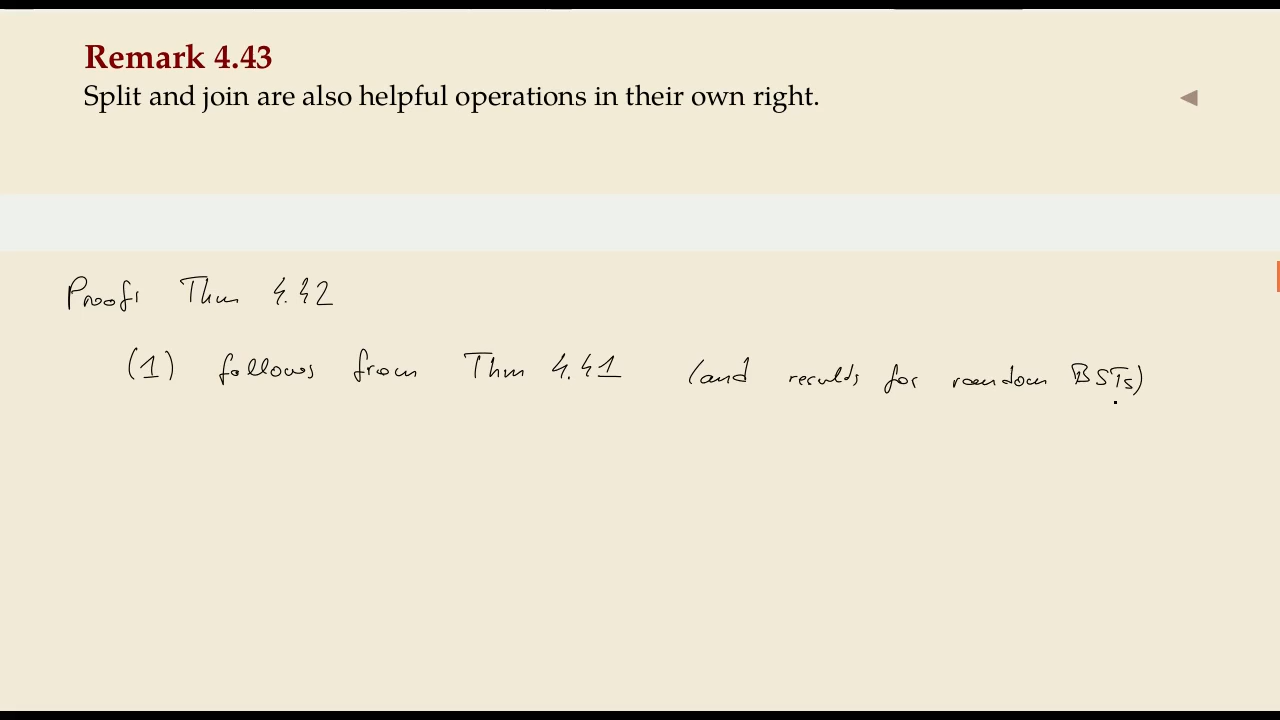 Remark 4.43
Split and join are also helpful operations in their own right.
Proof: Thm 4.42
(1) follows from Thm 4.41 (and results for random BSTs)